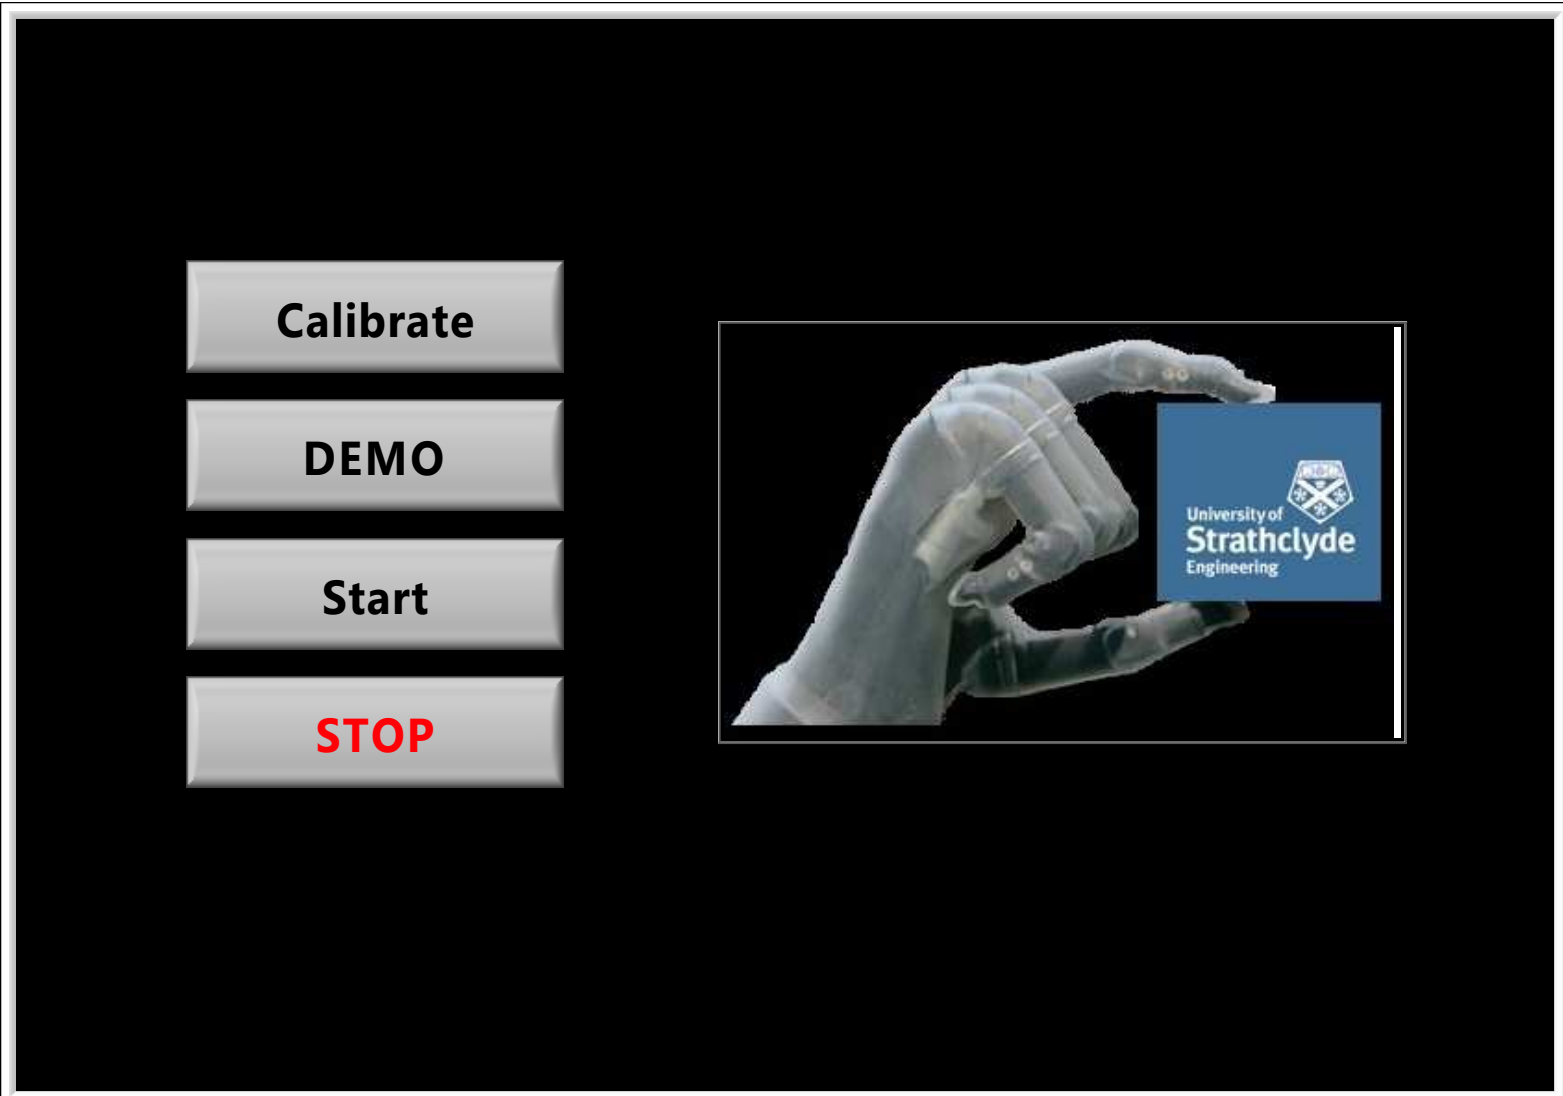 Calibrate
DEMO
Start
STOP
University of
Strathclyde
Engineering